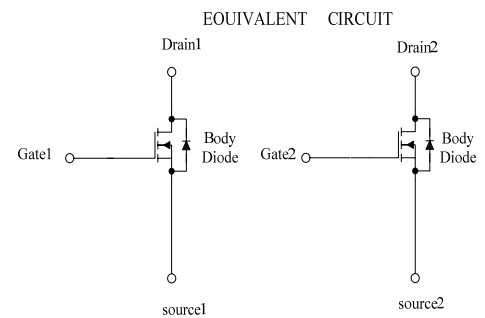 EOUIVALENT CIRCUIT
Drain1
Drain2
Gate1
Body
Diode
Gate2
Body
Diode
source1
source2